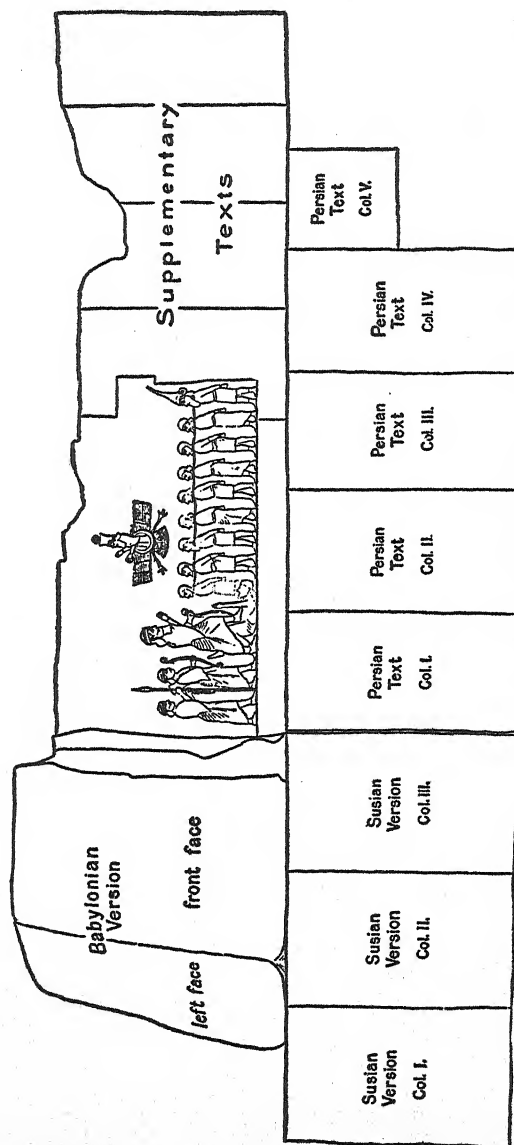 Supplementary
Texts
Babylonian
Version
left face
front face
Susian
Version
Col. I.
Susian
Version
Col. II.
Susian
Version
Col. III.
Persian
Text
Col. I.
Persian
Text
Col. II.
Persian
Text
Col. III.
Persian
Text
Col. IV.
Persian
Text
Col. V.